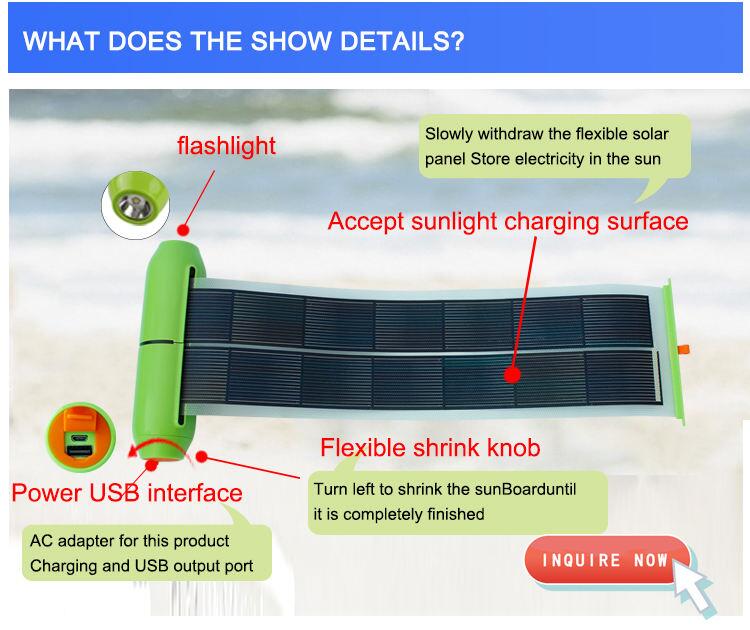 WHAT DOES THE SHOW DETAILS?
flashlight
Slowly withdraw the flexible solar
panel Store electricity in the sun
Accept sunlight charging surface
Flexible shrink knob
Turn left to shrink the sunBoarduntil
it is completely finished
Power USB interface
AC adapter for this product
Charging and USB output port
INQUIRE NOW